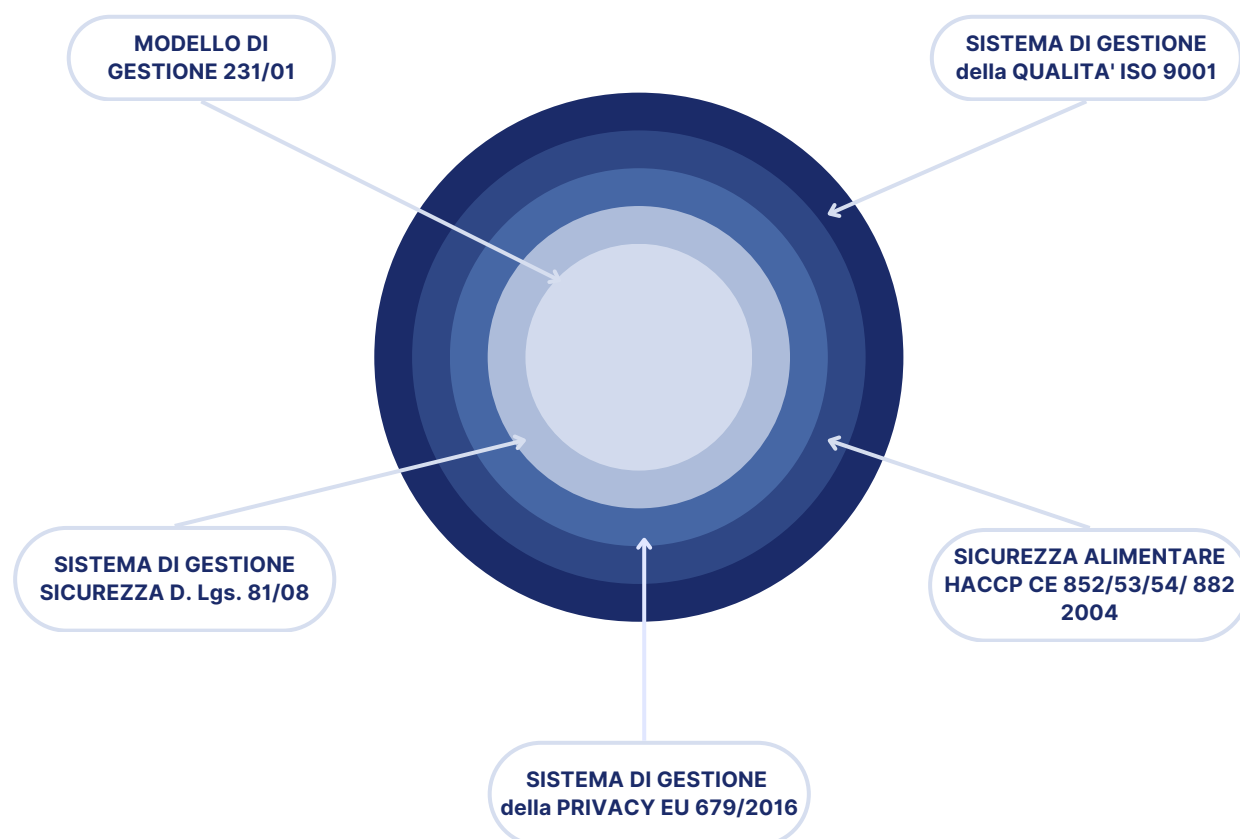 MODELLO DI
GESTIONE 231/01
SISTEMA DI GESTIONE
della QUALITA' ISO 9001
SISTEMA DI GESTIONE
SICUREZZA D. Lgs. 81/08
SICUREZZA ALIMENTARE
HACCP CE 852/53/54/ 882
2004
SISTEMA DI GESTIONE
della PRIVACY EU 679/2016